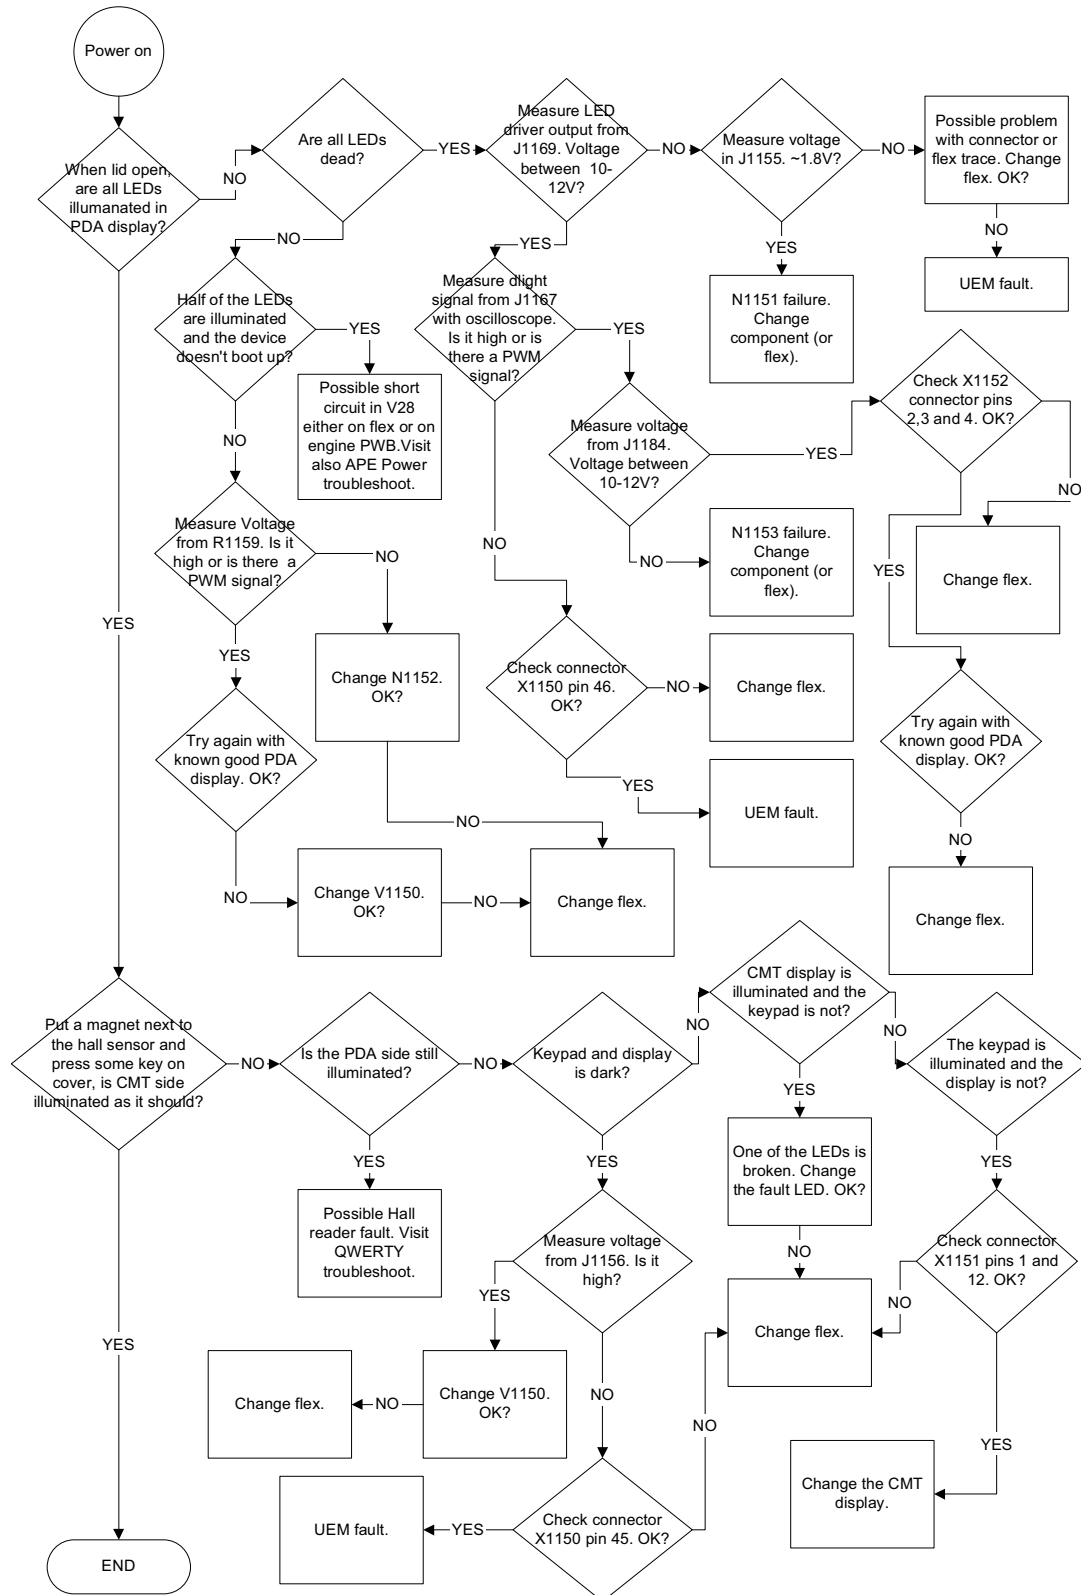 Power on
When lid open,
are all LEDs
illumanated in
PDA display?
NO
Are all LEDs
dead?
YES
Measure LED
driver output from
J1169. Voltage
between 10-
12V?
NO
Measure voltage
in J1155. ~1.8V?
NO
Possible problem
with connector or
flex trace. Change
flex. OK?
NO
UEM fault.
YES
N1151 failure.
Change
component (or
flex).
NO
Half of the LEDs
are illuminated
and the device
doesn't boot up?
YES
Possible short
circuit in V28
either on flex or on
engine PWB.Visit
also APE Power
troubleshoot.
YES
Measure dlight
signal from J1167
with oscilloscope.
Is it high or is
there a PWM
signal?
YES
Measure voltage
from J1184.
Voltage between
10-12V?
YES
Check X1152
connector pins
2,3 and 4. OK?
NO
Change flex.
NO
N1153 failure.
Change
component (or
flex).
YES
NO
Measure Voltage
from R1159. Is it
high or is there a
PWM signal?
NO
Change N1152.
OK?
NO
NO
Check connector
X1150 pin 46.
OK?
NO
Change flex.
YES
UEM fault.
Try again with
known good PDA
display. OK?
NO
Change flex.
YES
YES
Try again with
known good PDA
display. OK?
NO
Change V1150.
OK?
NO
Change flex.
Put a magnet next to
the hall sensor and
press some key on
cover, is CMT side
illuminated as it should?
NO
Is the PDA side still
illuminated?
NO
Keypad and display
is dark?
NO
CMT display is
illuminated and the
keypad is not?
NO
The keypad is
illuminated and the
display is not?
YES
Possible Hall
reader fault. Visit
QWERTY
troubleshoot.
YES
Measure voltage
from J1156. Is it
high?
YES
One of the LEDs is
broken. Change
the fault LED. OK?
NO
Change flex.
YES
Check connector
X1151 pins 1 and
12. OK?
NO
YES
Change V1150.
OK?
NO
Change flex.
NO
Check connector
X1150 pin 45. OK?
NO
YES
UEM fault.
YES
Change the CMT
display.
YES
END